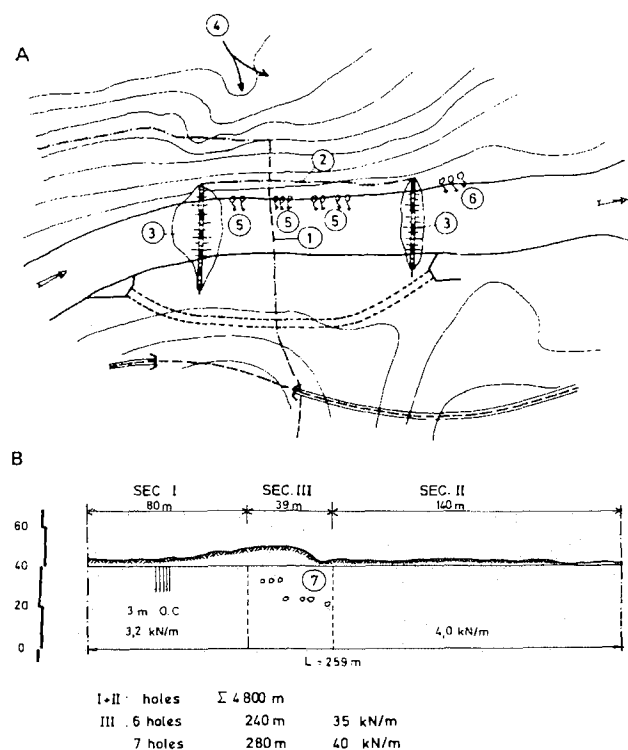 A
4
2
3
5
5
5
1
3
6
B
SEC I
80 m
SEC. III
39 m
SEC. II
140 m
60
40
20
0
7
3 m O.C
3,2 kN/m
4,0 kN/m
L = 259 m
I+II holes Σ 4 800 m
III . 6 holes 240 m 35 kN/m
7 holes 280 m 40 kN/m